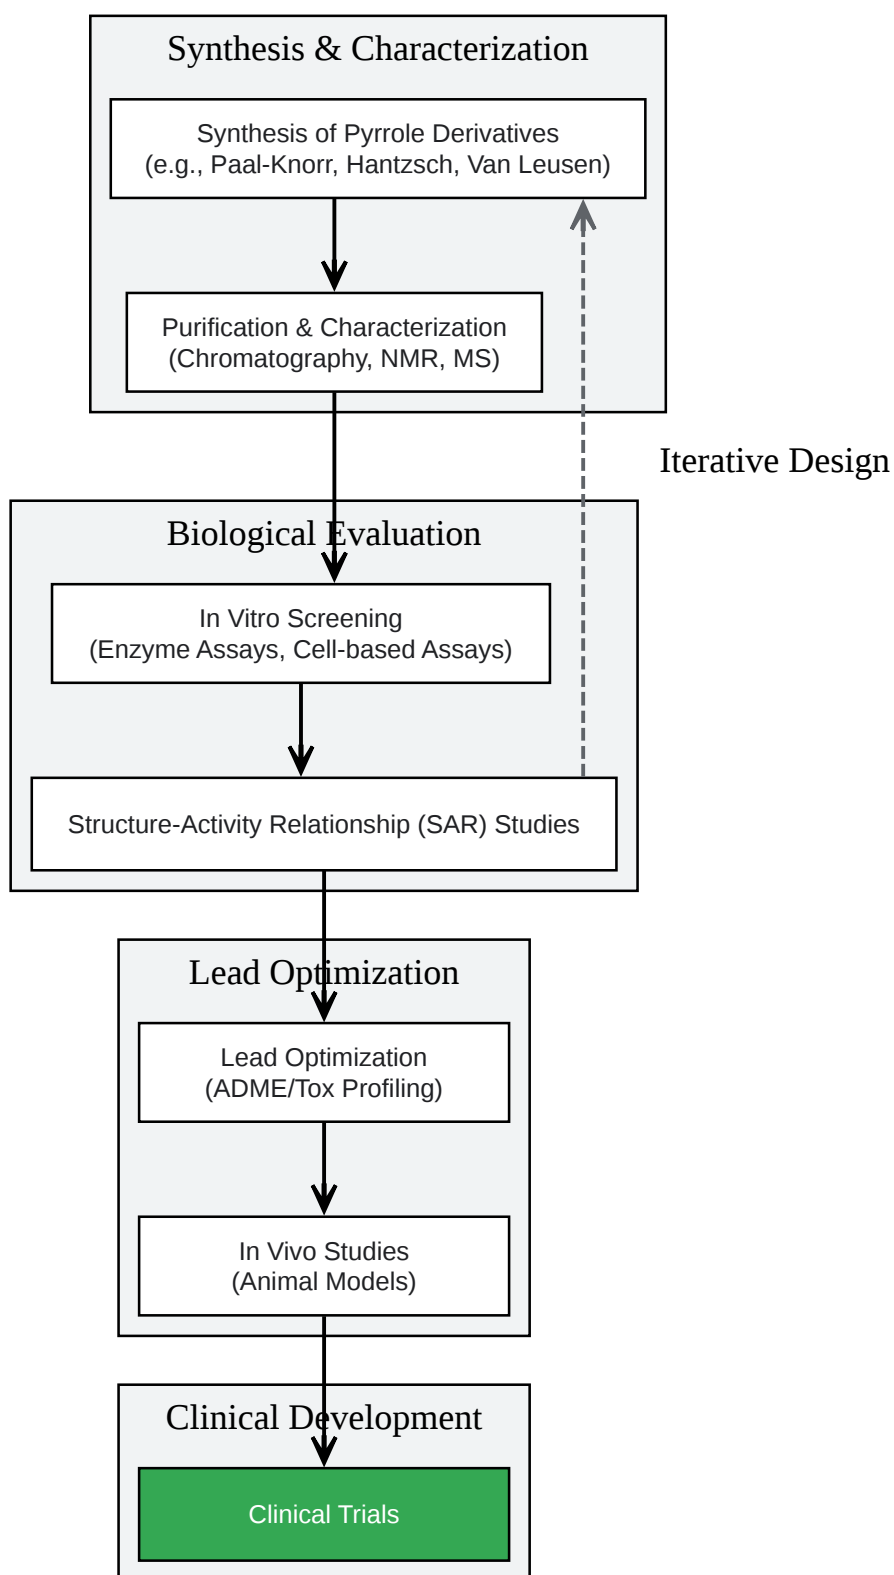 Synthesis & Characterization
Synthesis of Pyrrole Derivatives
(e.g., Paal-Knorr, Hantzsch, Van Leusen)
Purification & Characterization
(Chromatography, NMR, MS)
Iterative Design
Biological Evaluation
In Vitro Screening
(Enzyme Assays, Cell-based Assays)
Structure-Activity Relationship (SAR) Studies
Lead Optimization
Lead Optimization
(ADME/Tox Profiling)
In Vivo Studies
(Animal Models)
Clinical Development
Clinical Trials